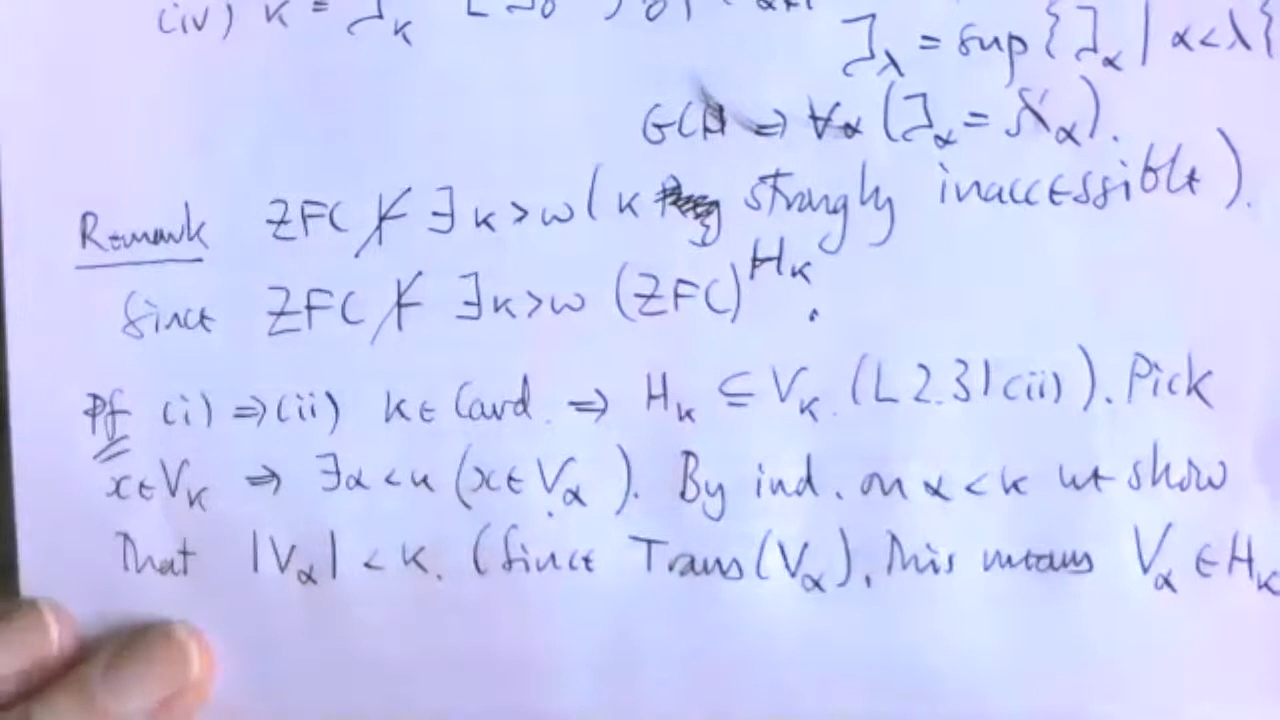 (iv) κ = ℶ_κ
ℶ_λ = sup{ℶ_α | α<λ}
GCH ⇒ ∀α (ℶ_α = ℵ_α).
Remark ZFC ⊬ ∃κ>ω (κ strongly inaccessible).
Since ZFC ⊬ ∃κ>ω (ZFC)^{H_κ}.
Pf (i) ⇒ (ii) κ ∈ Card. ⇒ H_κ ⊆ V_κ. (L 2.31 (ii)). Pick
x ∈ V_κ ⇒ ∃α<κ (x ∈ V_α). By ind. on α<κ we show
That |V_α| < κ. (Since Trans(V_α), this means V_α ∈ H_κ